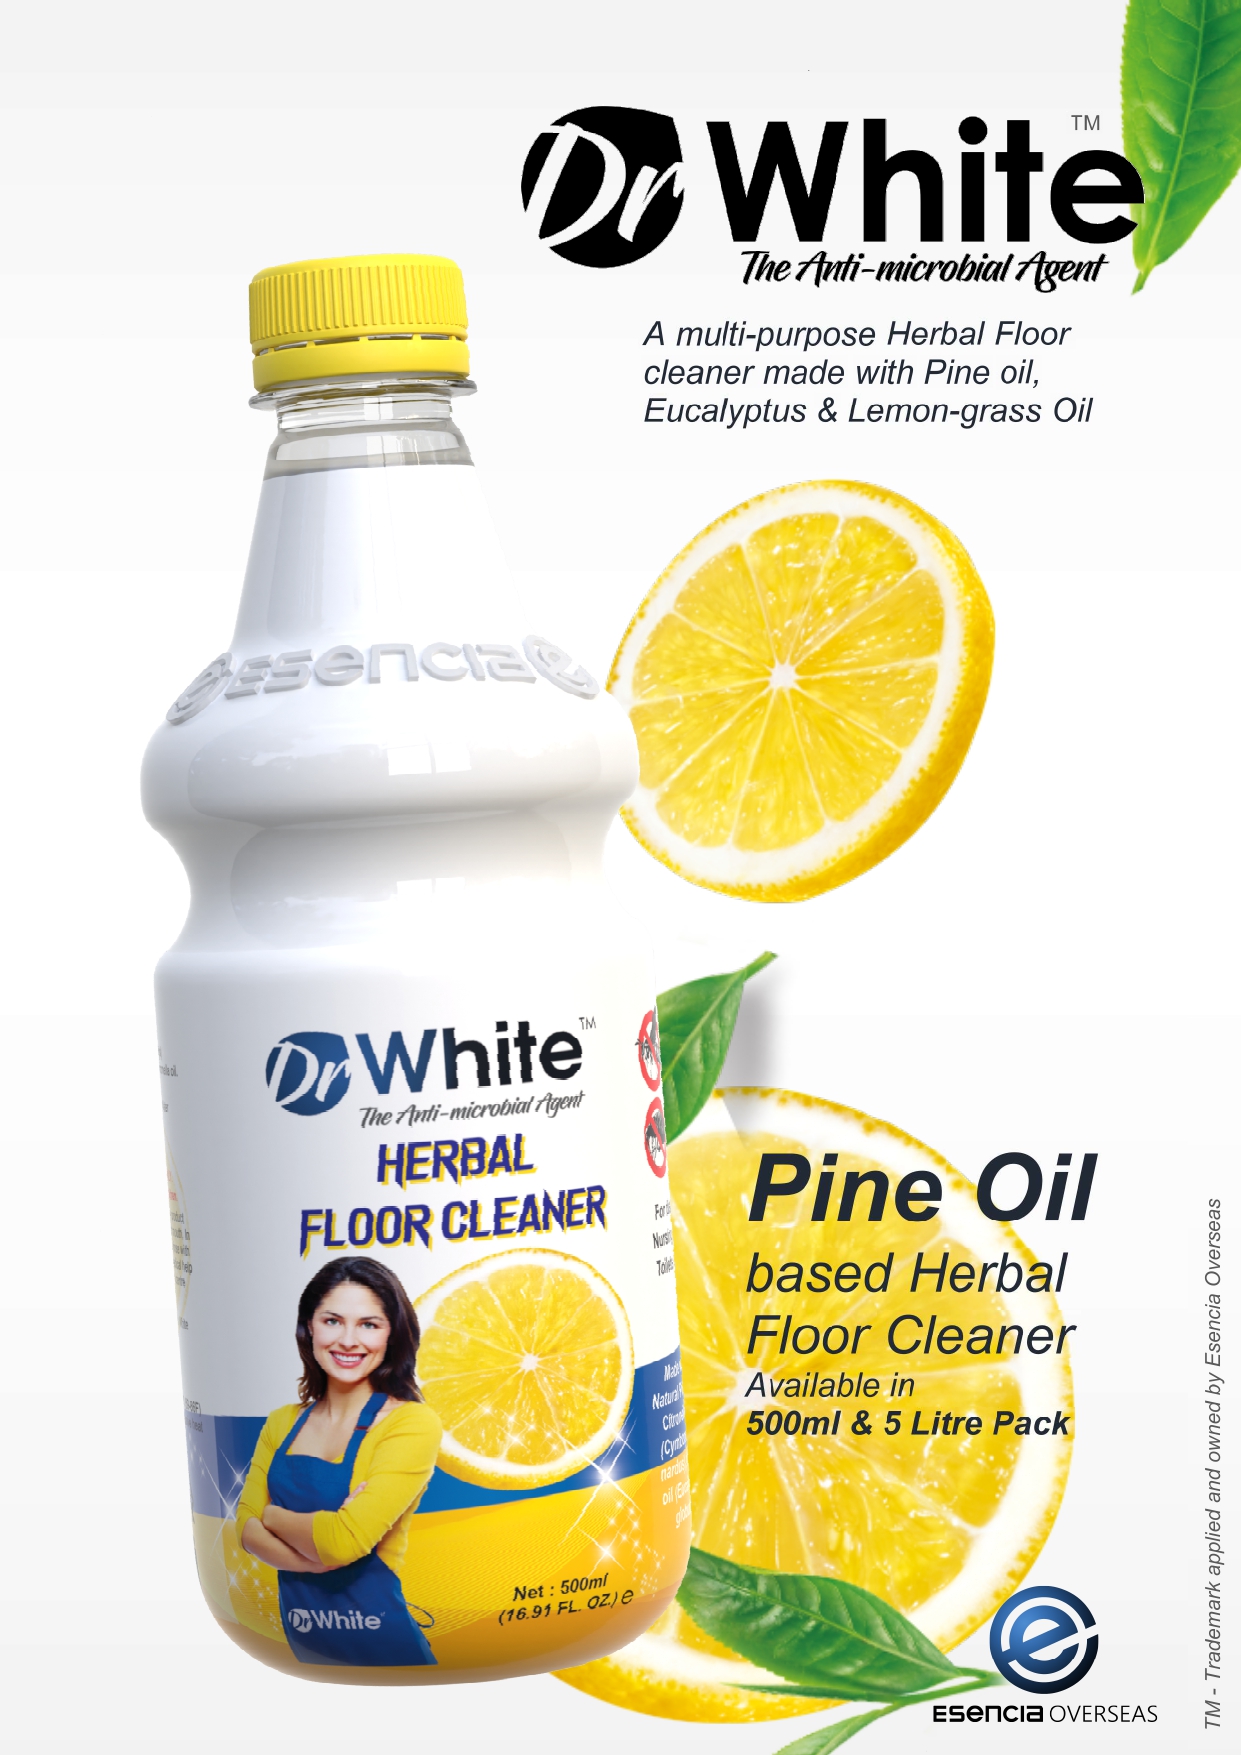 Dr White TM
The Anti-microbial Agent
A multi-purpose Herbal Floor
cleaner made with Pine oil,
Eucalyptus & Lemon-grass Oil
esencia
Dr White TM
The Anti-microbial Agent
HERBAL
FLOOR CLEANER
Net : 500ml
(16.91 FL. OZ.) e
Dr White
Pine Oil
based Herbal
Floor Cleaner
Available in
500ml & 5 Litre Pack
esencia OVERSEAS
TM - Trademark applied and owned by Esencia Overseas